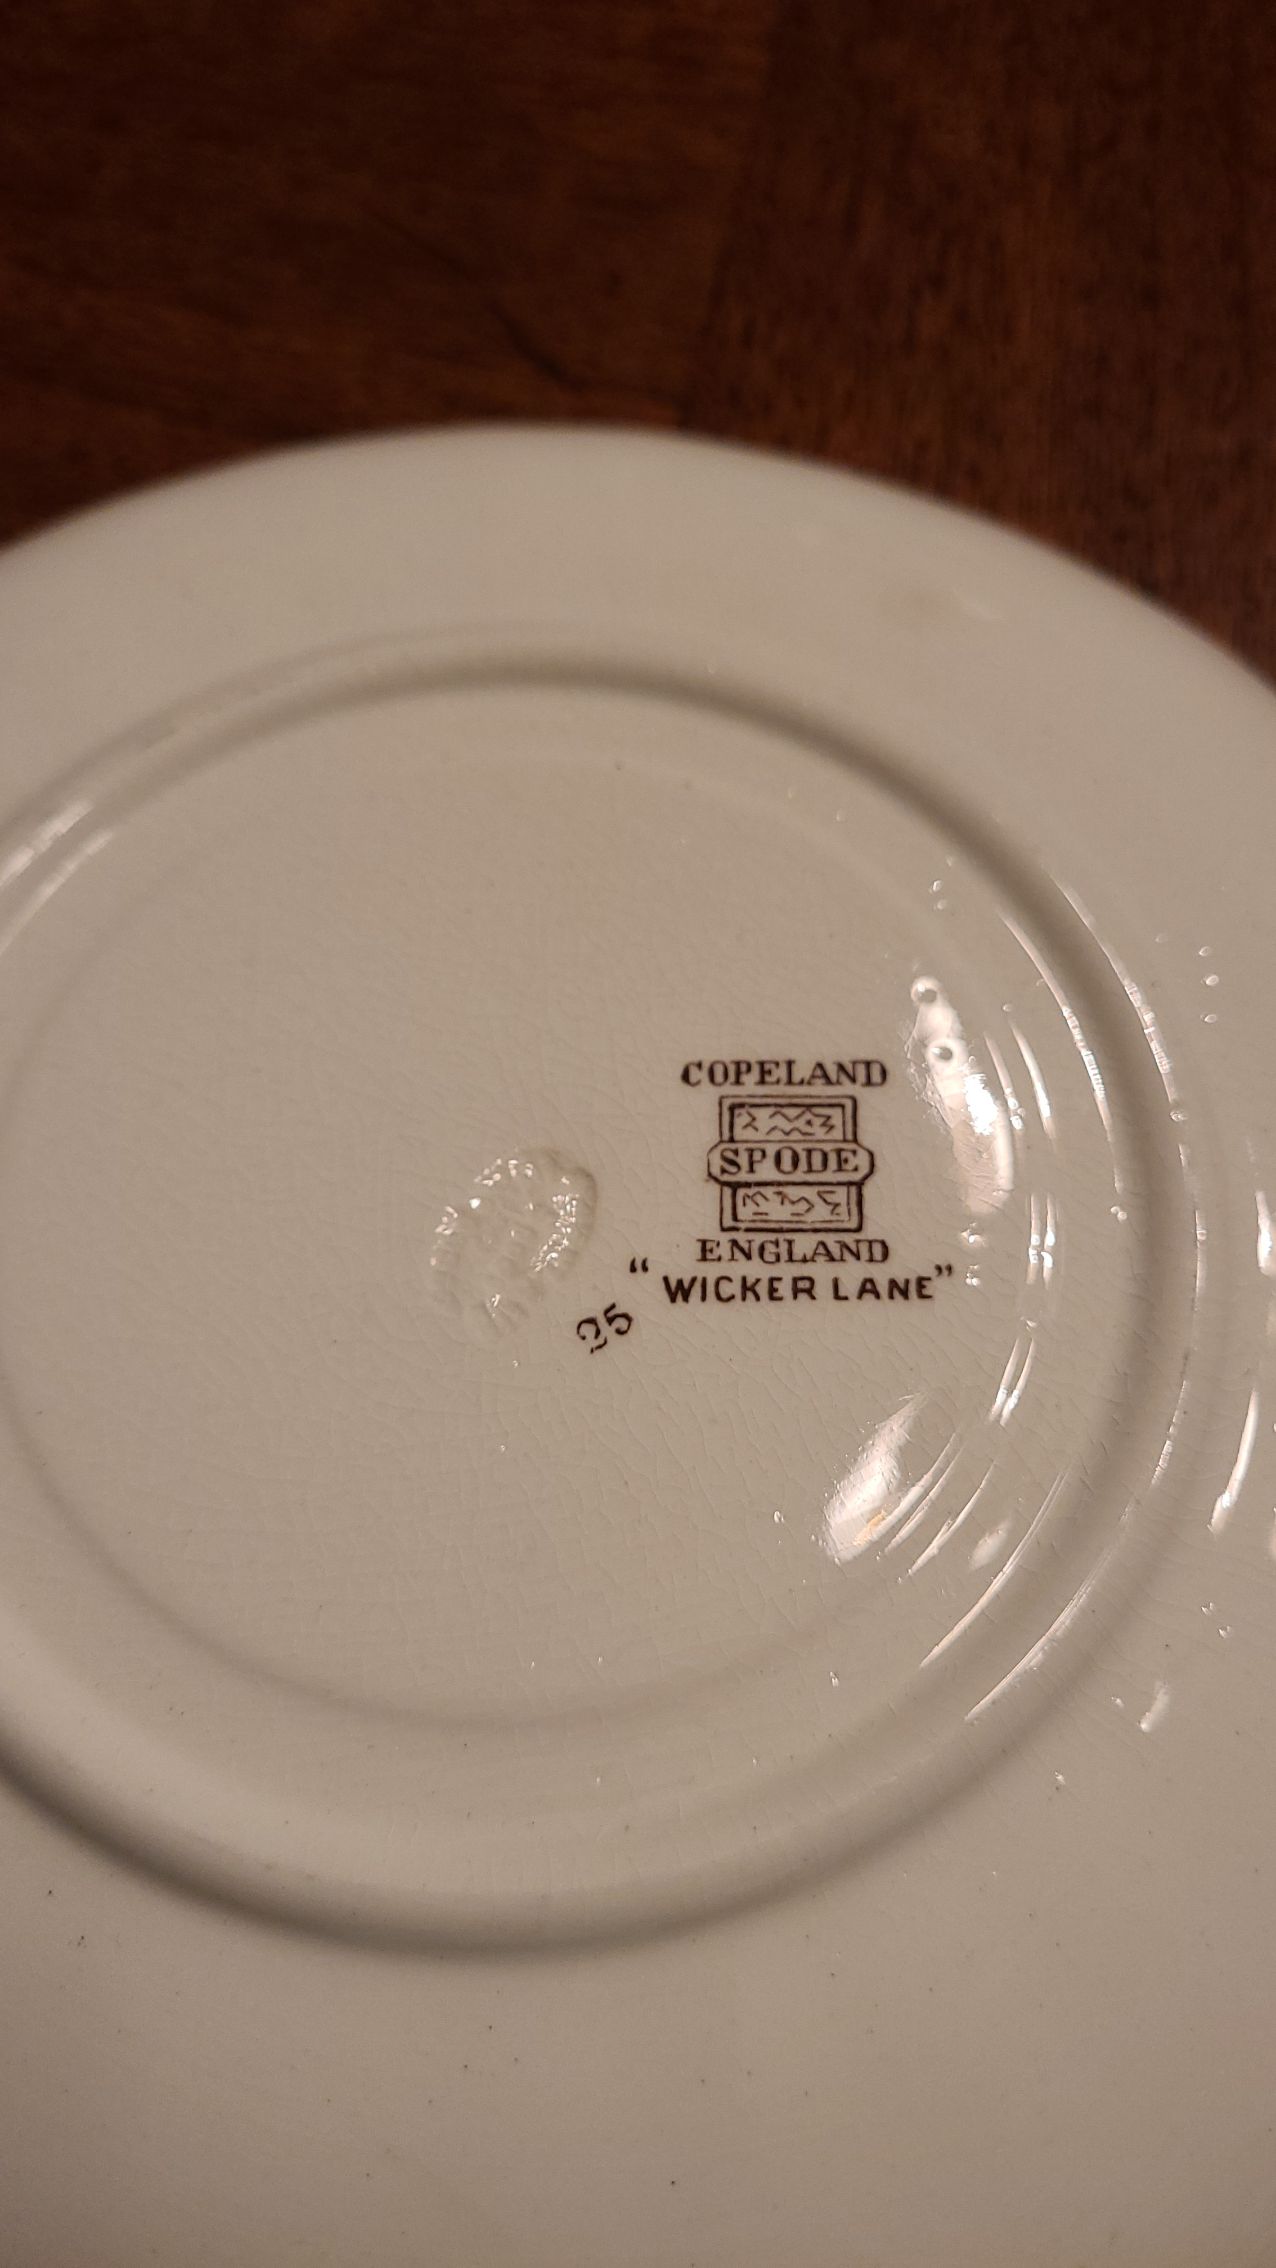 COPELAND
SPODE
ENGLAND
"WICKER LANE"
25